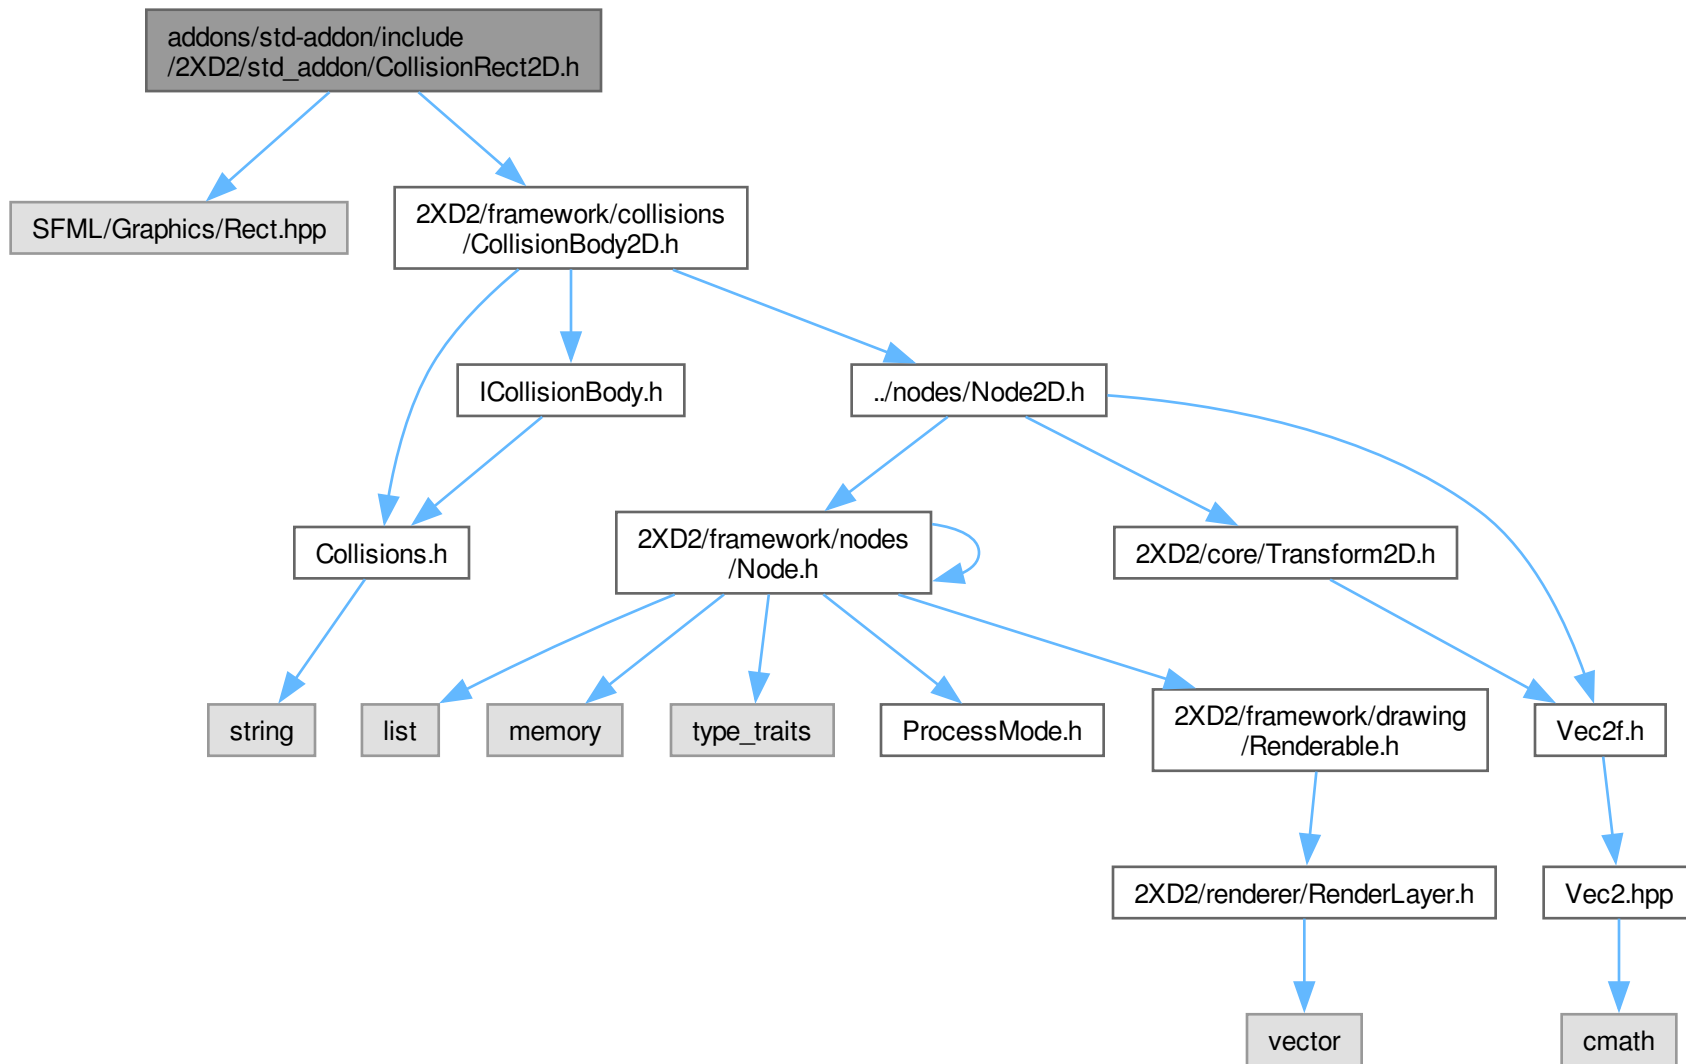 addons/std-addon/include
/2XD2/std_addon/CollisionRect2D.h
SFML/Graphics/Rect.hpp
2XD2/framework/collisions
/CollisionBody2D.h
ICollisionBody.h
../nodes/Node2D.h
Collisions.h
2XD2/framework/nodes
/Node.h
2XD2/core/Transform2D.h
string
list
memory
type_traits
ProcessMode.h
2XD2/framework/drawing
/Renderable.h
Vec2f.h
2XD2/renderer/RenderLayer.h
Vec2.hpp
vector
cmath